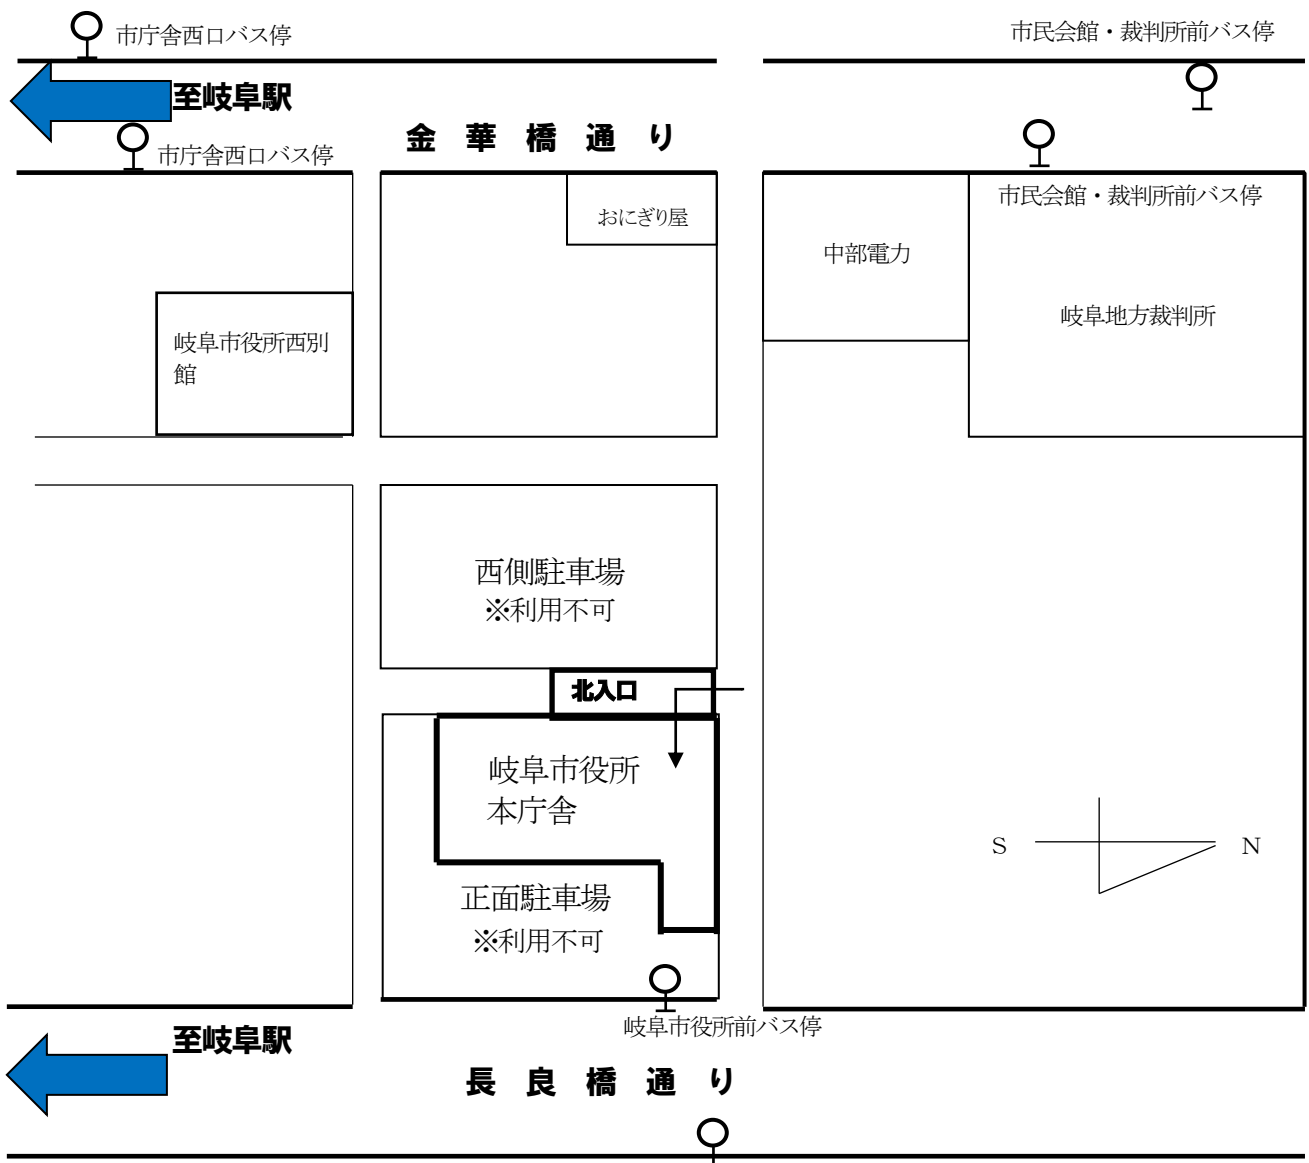 市庁舎西口バス停
市民会館・裁判所前バス停
至岐阜駅
金華橋通り
市庁舎西口バス停
市民会館・裁判所前バス停
おにぎり屋
中部電力
岐阜地方裁判所
岐阜市役所西別
館
西側駐車場
※利用不可
北入口
岐阜市役所
本庁舎
S
N
正面駐車場
※利用不可
岐阜市役所前バス停
至岐阜駅
長良橋通り